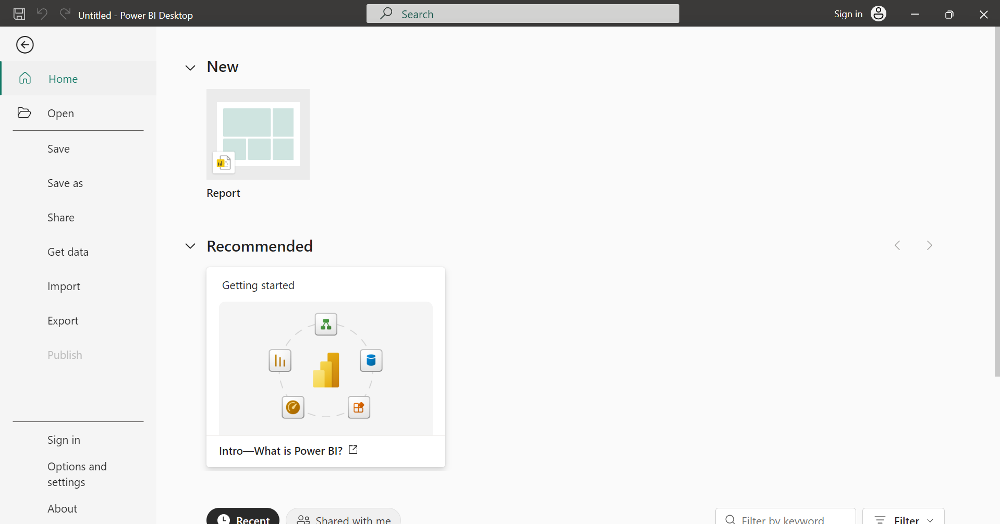 Untitled - Power BI Desktop
Search
Sign in
Home
Open
Save
Save as
Share
Get data
Import
Export
Publish
Sign in
Options and
settings
About
New
Report
Recommended
Getting started
Intro—What is Power BI?
Recent
Shared with me
Filter by keyword
Filter